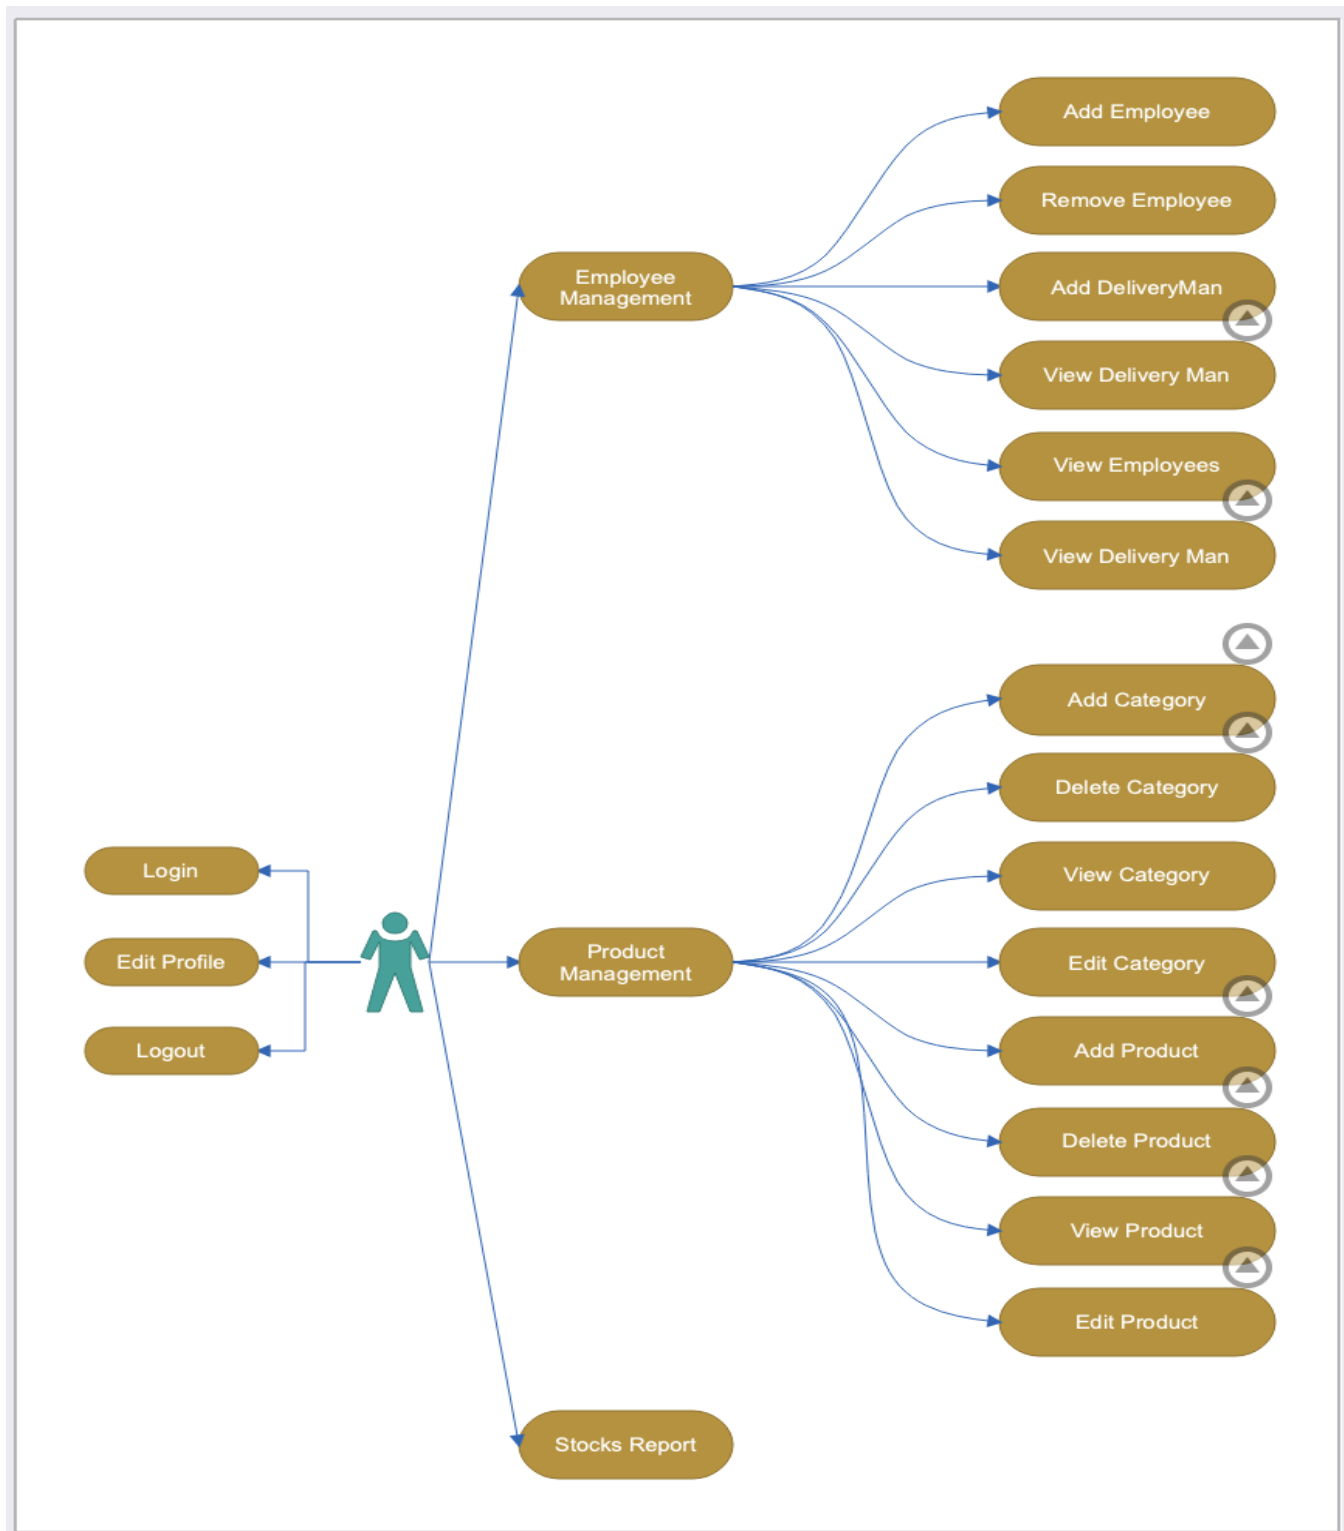 Add Employee
Remove Employee
Employee
Management
Add DeliveryMan
View Delivery Man
View Employees
View Delivery Man
Add Category
Delete Category
Login
View Category
Edit Profile
Product
Management
Edit Category
Logout
Add Product
Delete Product
View Product
Edit Product
Stocks Report